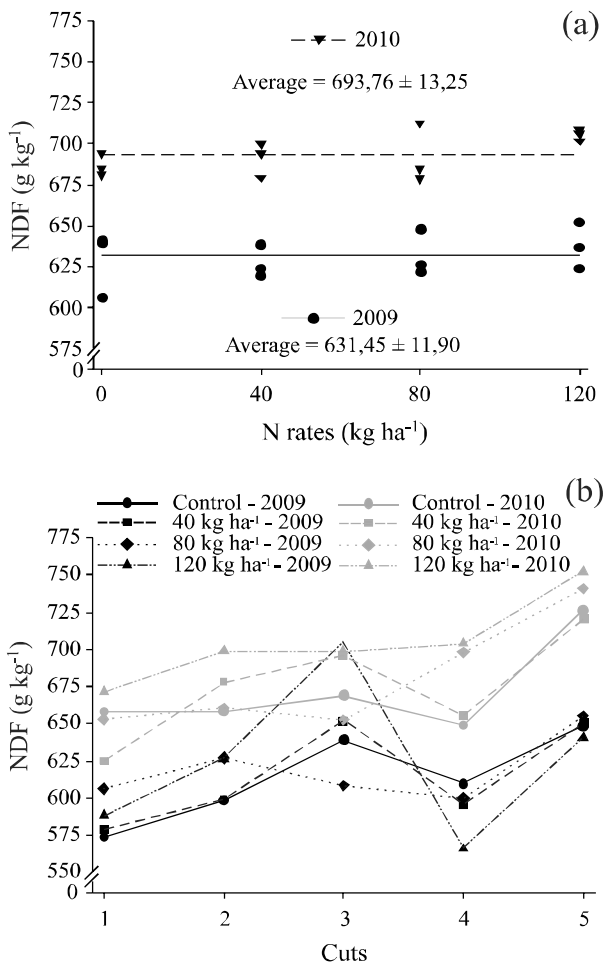 (a)
775
750
725
700
675
650
625
600
575
0
NDF (g kg⁻¹)
2010
Average = 693,76 ± 13,25
2009
Average = 631,45 ± 11,90
0 40 80 120
N rates (kg ha⁻¹)
(b)
Control - 2009 Control - 2010
40 kg ha⁻¹ - 2009 40 kg ha⁻¹ - 2010
80 kg ha⁻¹ - 2009 80 kg ha⁻¹ - 2010
120 kg ha⁻¹ - 2009 120 kg ha⁻¹ - 2010
775
750
725
700
675
650
625
600
575
550
0
NDF (g kg⁻¹)
1 2 3 4 5
Cuts